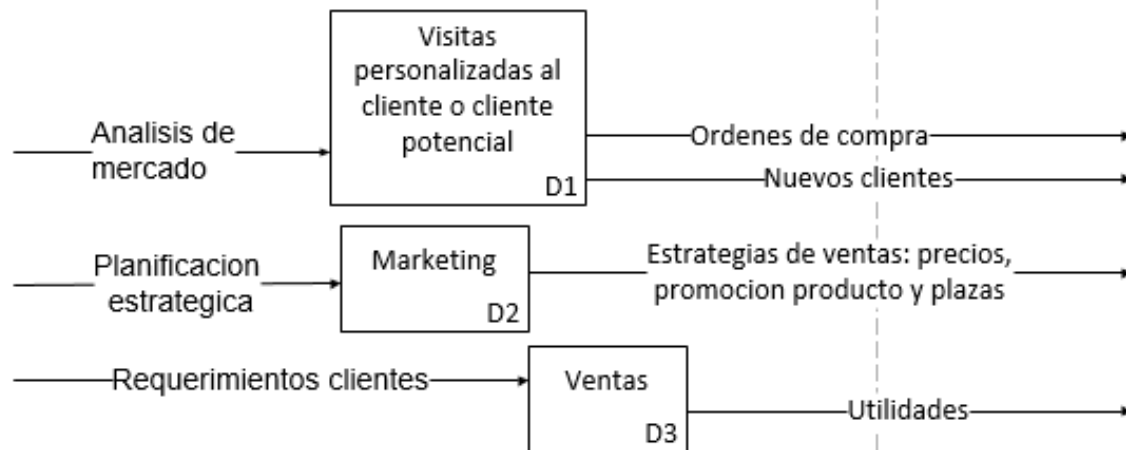 Visitas
personalizadas al
cliente o cliente
potencial
D1
Analisis de
mercado
Ordenes de compra
Nuevos clientes
Planificacion
estrategica
Marketing
D2
Estrategias de ventas: precios,
promocion producto y plazas
Requerimientos clientes
Ventas
D3
Utilidades